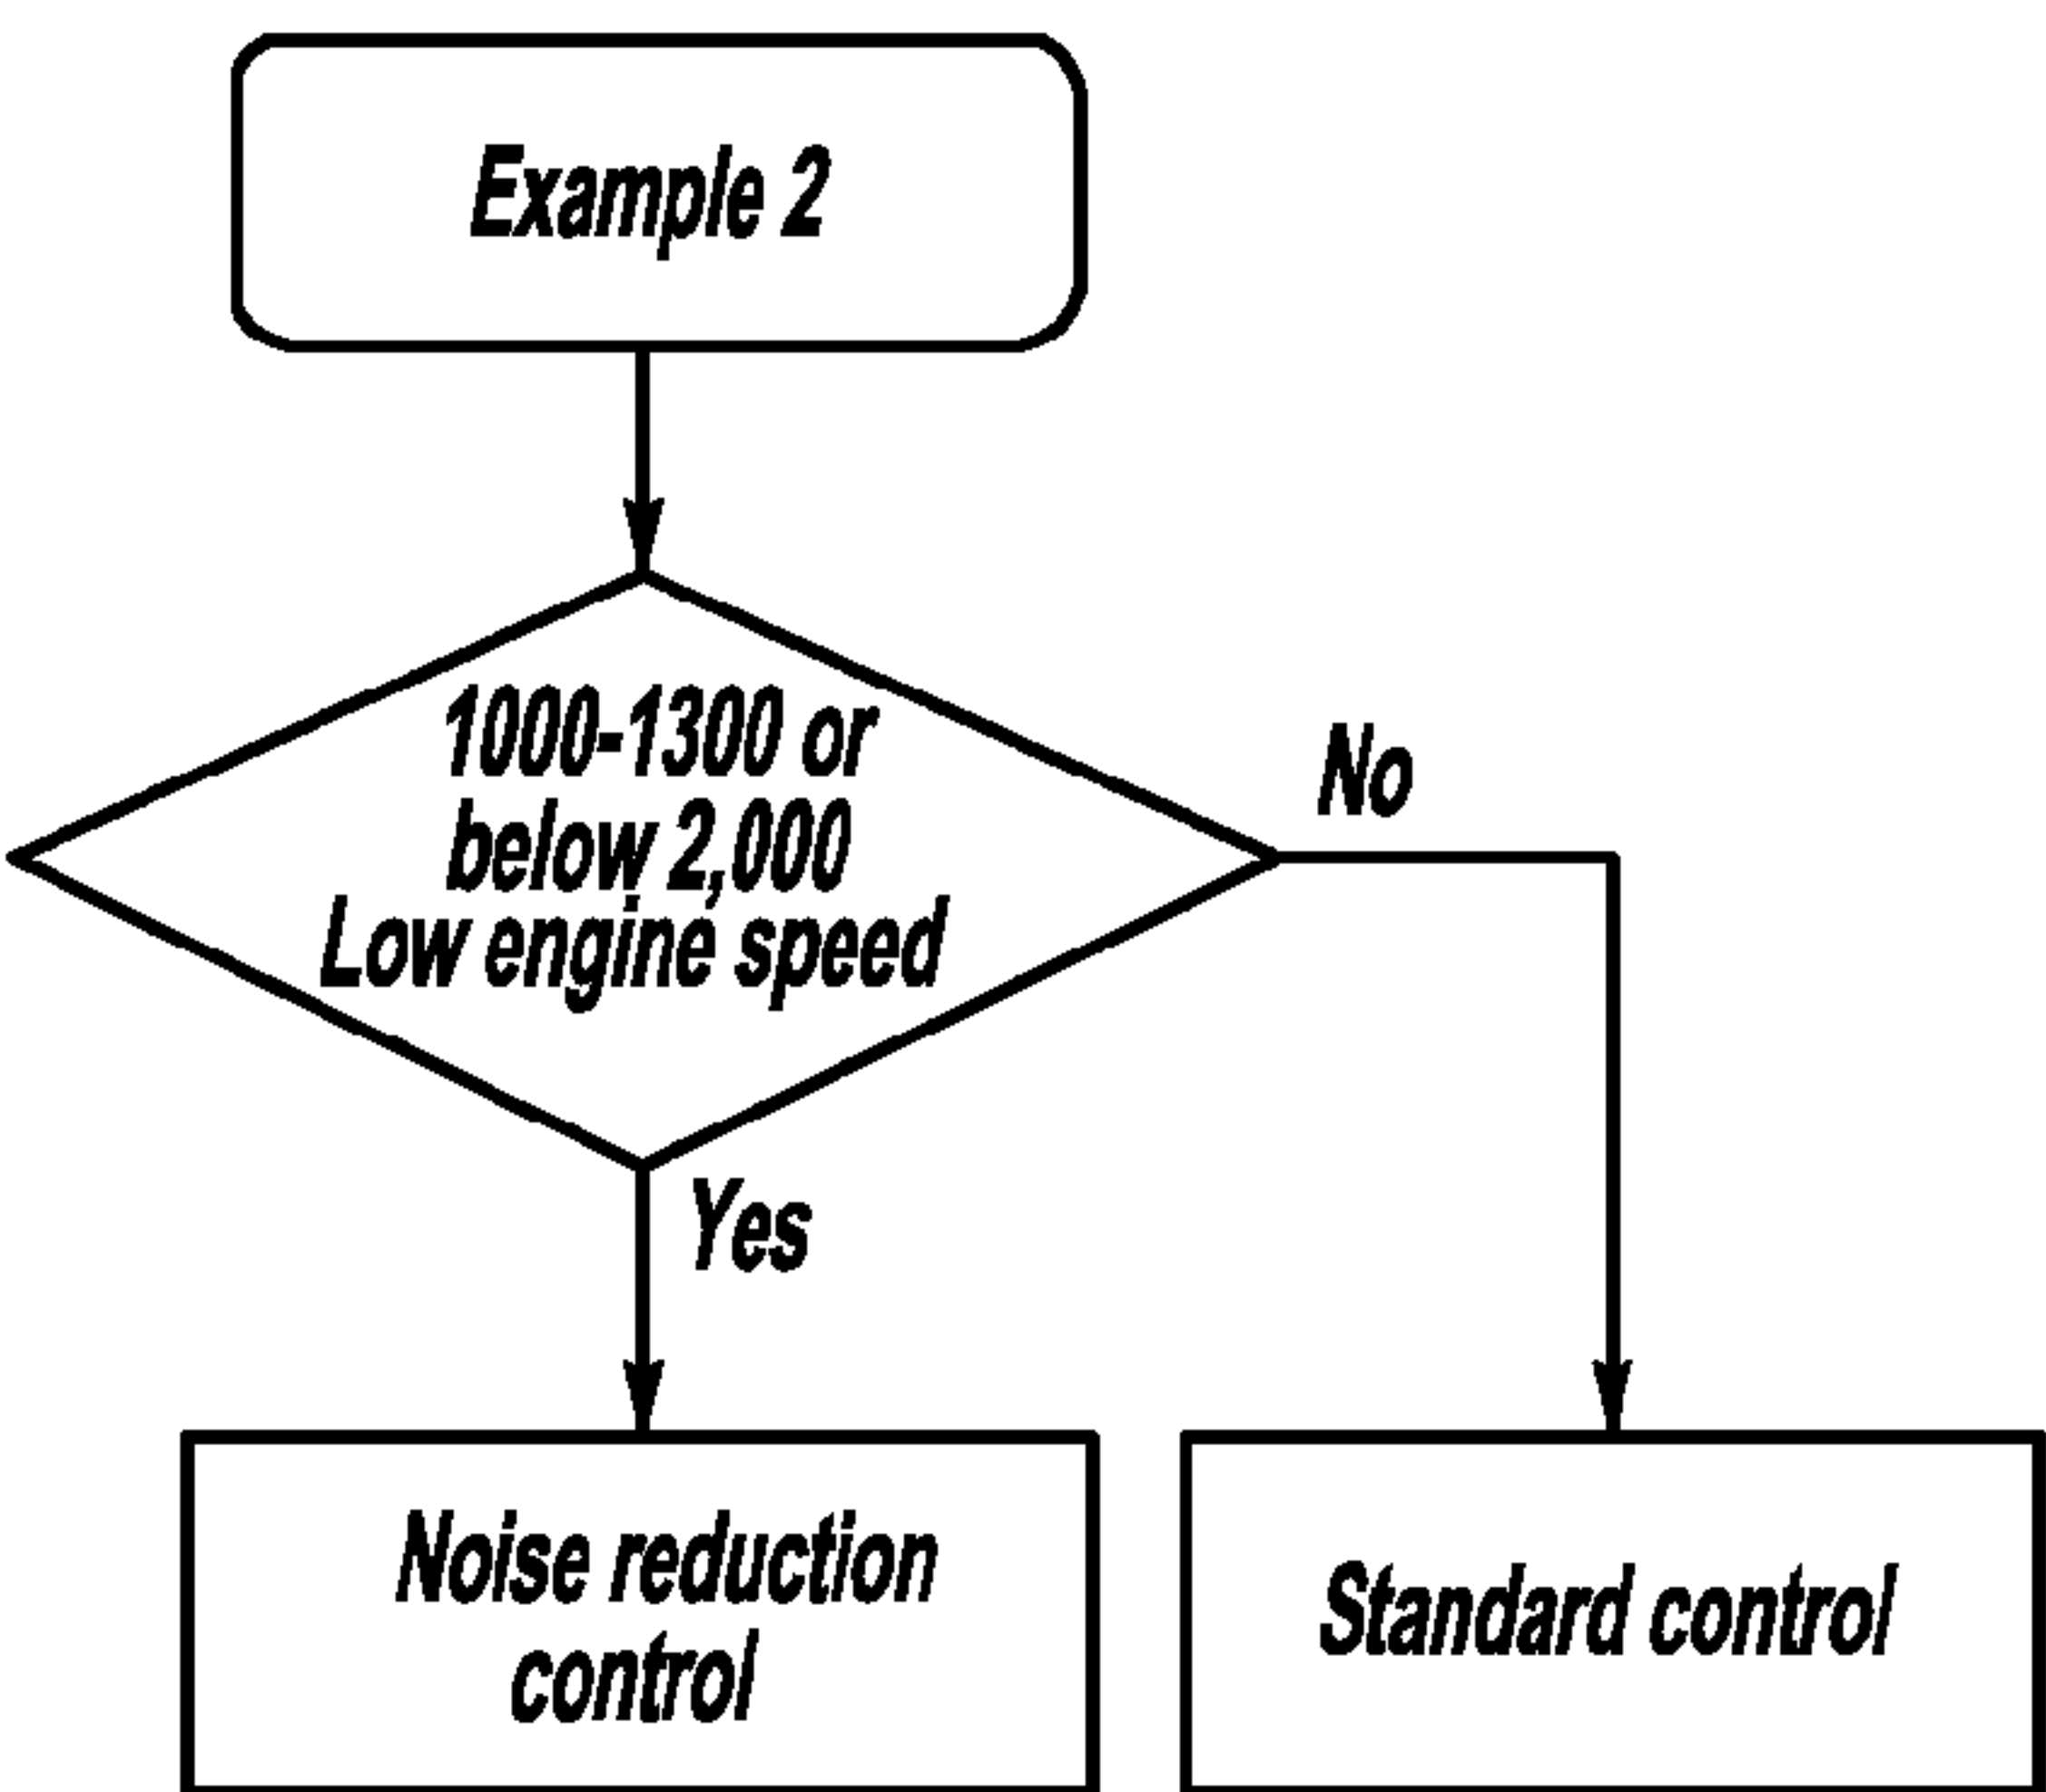 Example 2
1000-1300 or
below 2,000
Low engine speed
No
Yes
Noise reduction
control
Standard control